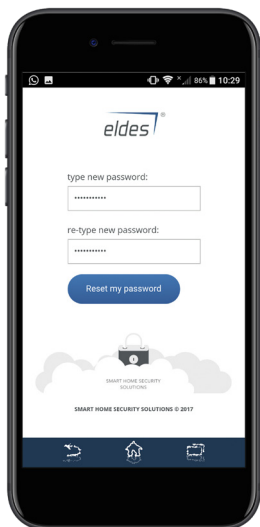 86% 10:29
eldes®
type new password:
•••••••••••
re-type new password:
•••••••••••
Reset my password
SMART HOME SECURITY
SOLUTIONS
SMART HOME SECURITY SOLUTIONS © 2017